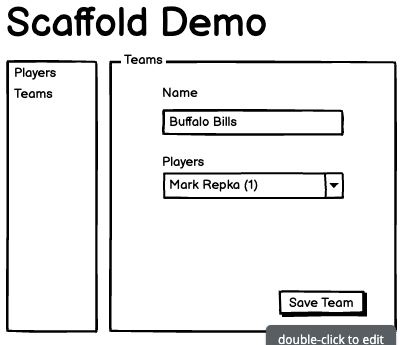 Scaffold Demo
Players
Teams
Teams
Name
Buffalo Bills
Players
Mark Repka (1)
Save Team
double-click to edit